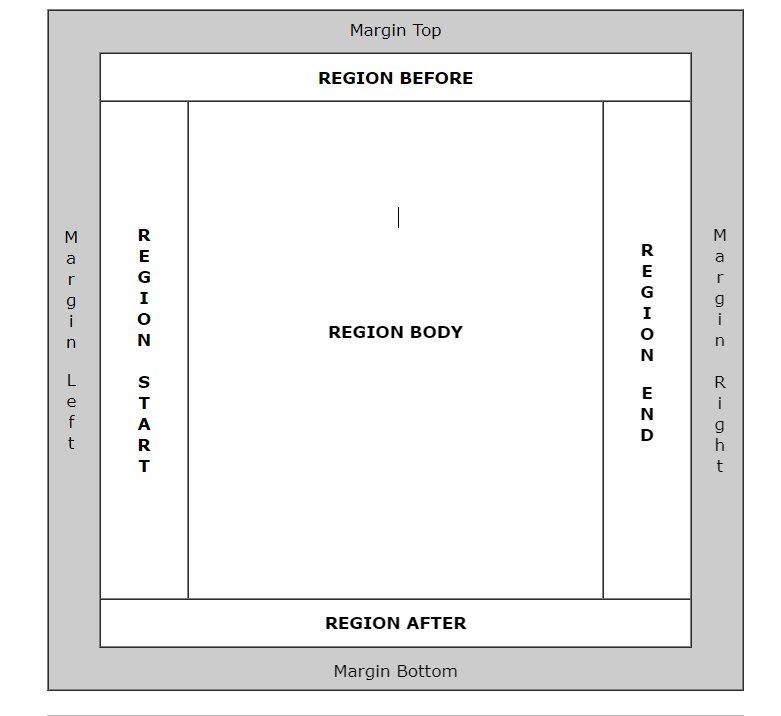 Margin Top
REGION BEFORE
Margin Left
REGION START
REGION BODY
REGION END
Margin Right
REGION AFTER
Margin Bottom